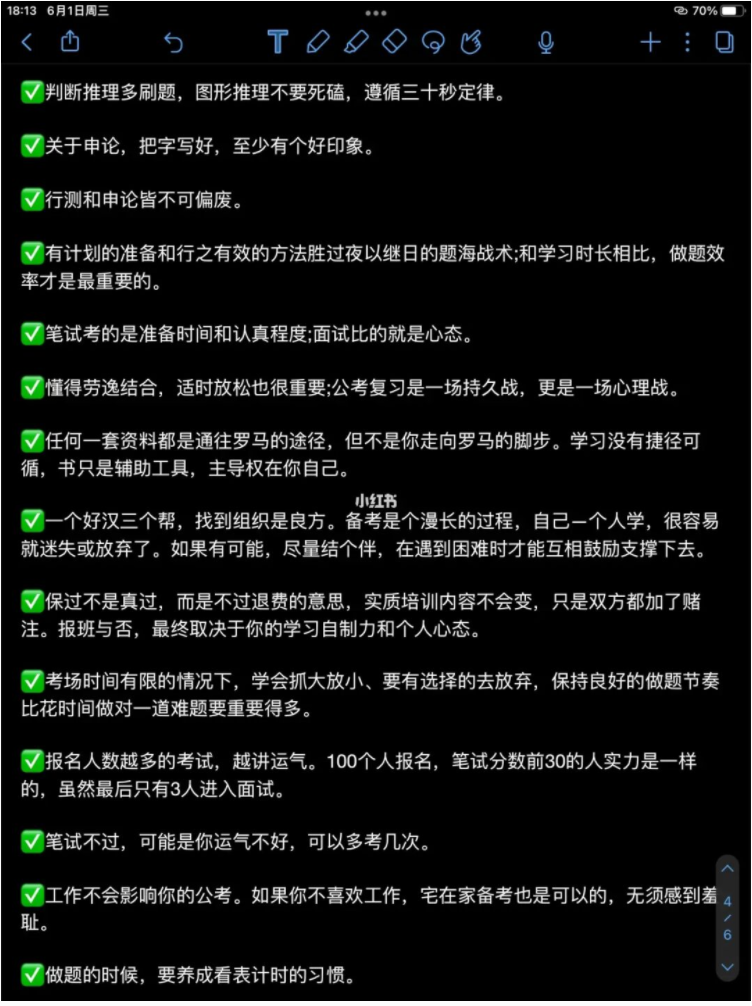 18:13 6月1日周三
70%
✅判断推理多刷题，图形推理不要死磕，遵循三十秒定律。
✅关于申论，把字写好，至少有个好印象。
✅行测和申论皆不可偏废。
✅有计划的准备和行之有效的方法胜过夜以继日的题海战术;和学习时长相比，做题效
率才是最重要的。
✅笔试考的是准备时间和认真程度;面试比的就是心态。
✅懂得劳逸结合，适时放松也很重要;公考复习是一场持久战，更是一场心理战。
✅任何一套资料都是通往罗马的途径，但不是你走向罗马的脚步。学习没有捷径可
循，书只是辅助工具，主导权在你自己。
小红书
✅一个好汉三个帮，找到组织是良方。备考是个漫长的过程，自己一个人学，很容易
就迷失或放弃了。如果有可能，尽量结个伴，在遇到困难时才能互相鼓励支撑下去。
✅保过不是真过，而是不过退费的意思，实质培训内容不会变，只是双方都加了赌
注。报班与否，最终取决于你的学习自制力和个人心态。
✅考场时间有限的情况下，学会抓大放小、要有选择的去放弃，保持良好的做题节奏
比花时间做对一道难题要重要得多。
✅报名人数越多的考试，越讲运气。100个人报名，笔试分数前30的人实力是一样
的，虽然最后只有3人进入面试。
✅笔试不过，可能是你运气不好，可以多考几次。
✅工作不会影响你的公考。如果你不喜欢工作，宅在家备考也是可以的，无须感到羞
耻。
4
/
6
✅做题的时候，要养成看表计时的习惯。